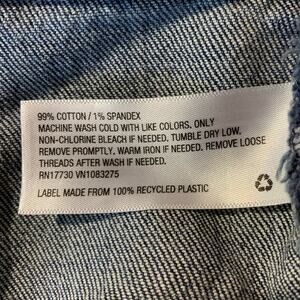 99% COTTON / 1% SPANDEX
MACHINE WASH COLD WITH LIKE COLORS. ONLY
NON-CHLORINE BLEACH IF NEEDED. TUMBLE DRY LOW.
REMOVE PROMPTLY. WARM IRON IF NEEDED. REMOVE LOOSE
THREADS AFTER WASH IF NEEDED.
RN17730 VN1083275
LABEL MADE FROM 100% RECYCLED PLASTIC